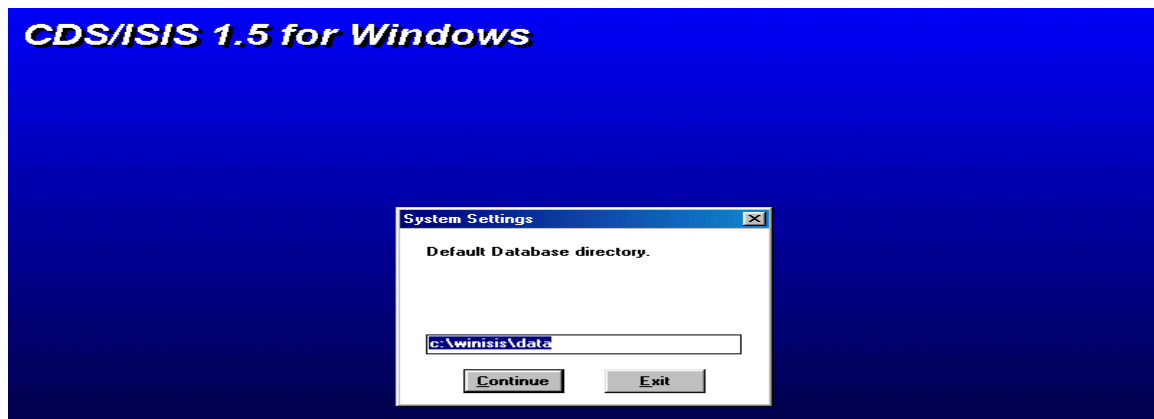 CDS/ISIS 1.5 for Windows
System Settings
Default Database directory.
c:\winisis\data
Continue Exit